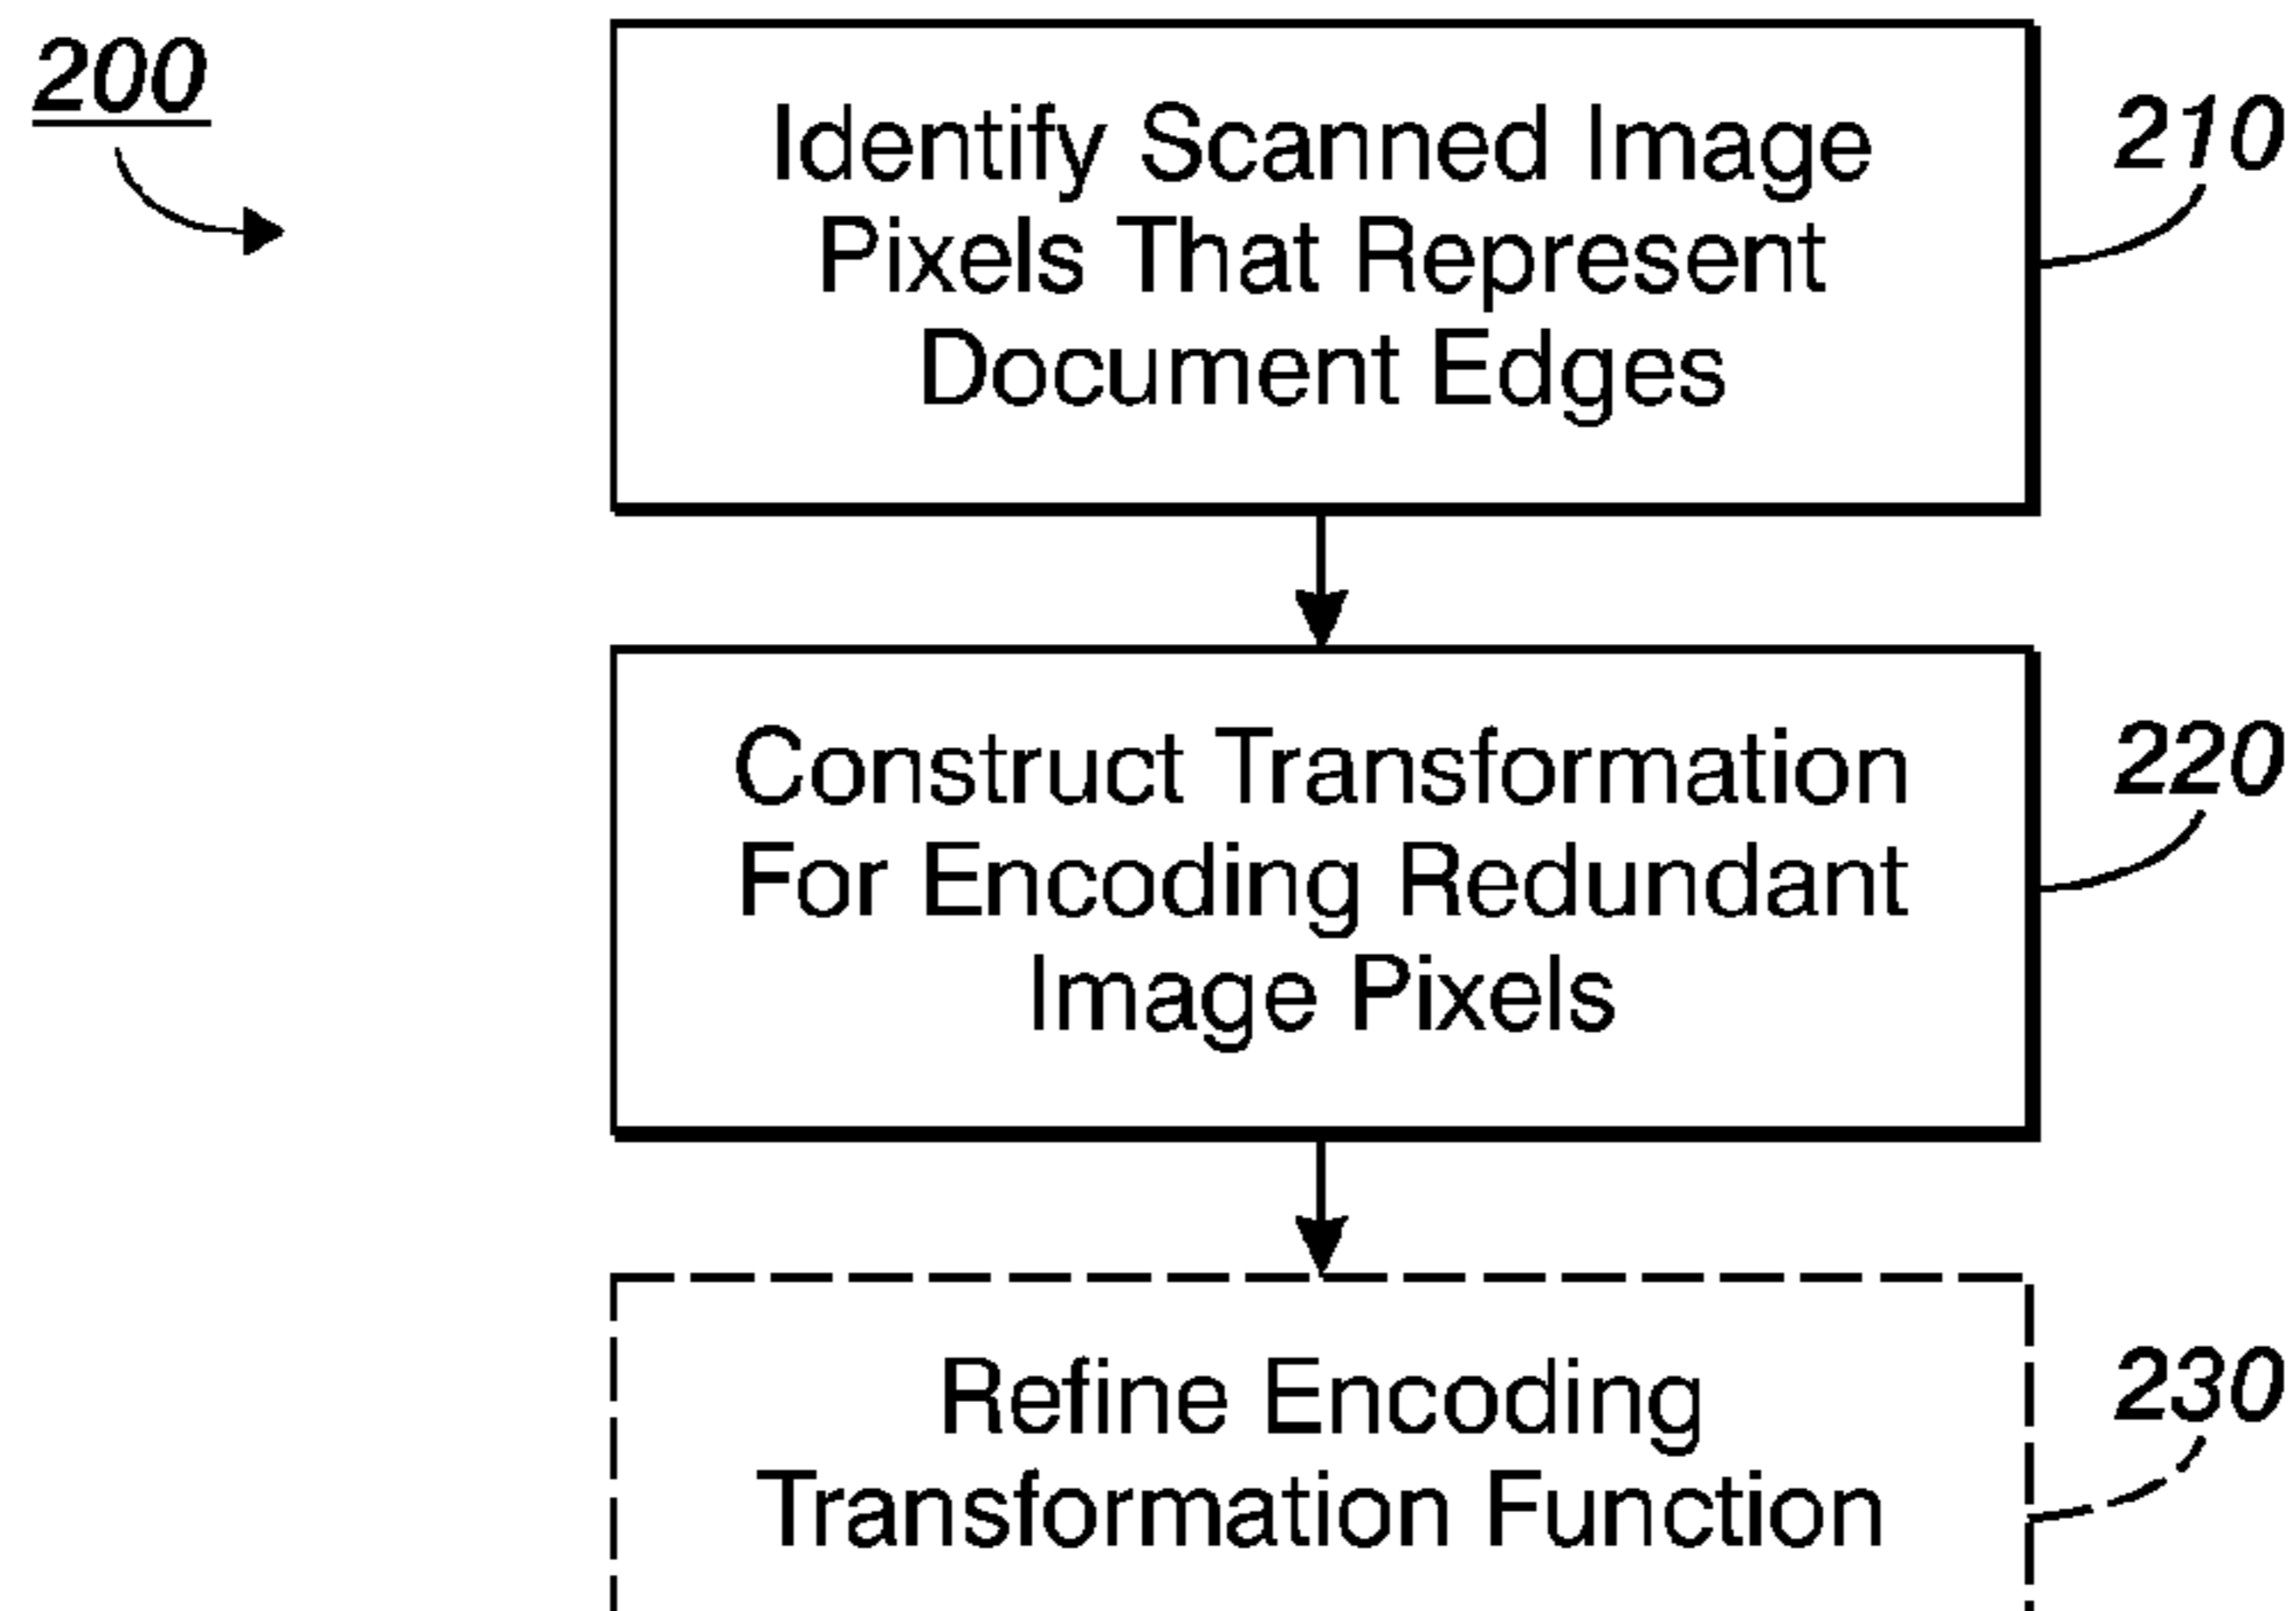 200
Identify Scanned Image
Pixels That Represent
Document Edges
210
Construct Transformation
For Encoding Redundant
Image Pixels
220
Refine Encoding
Transformation Function
230